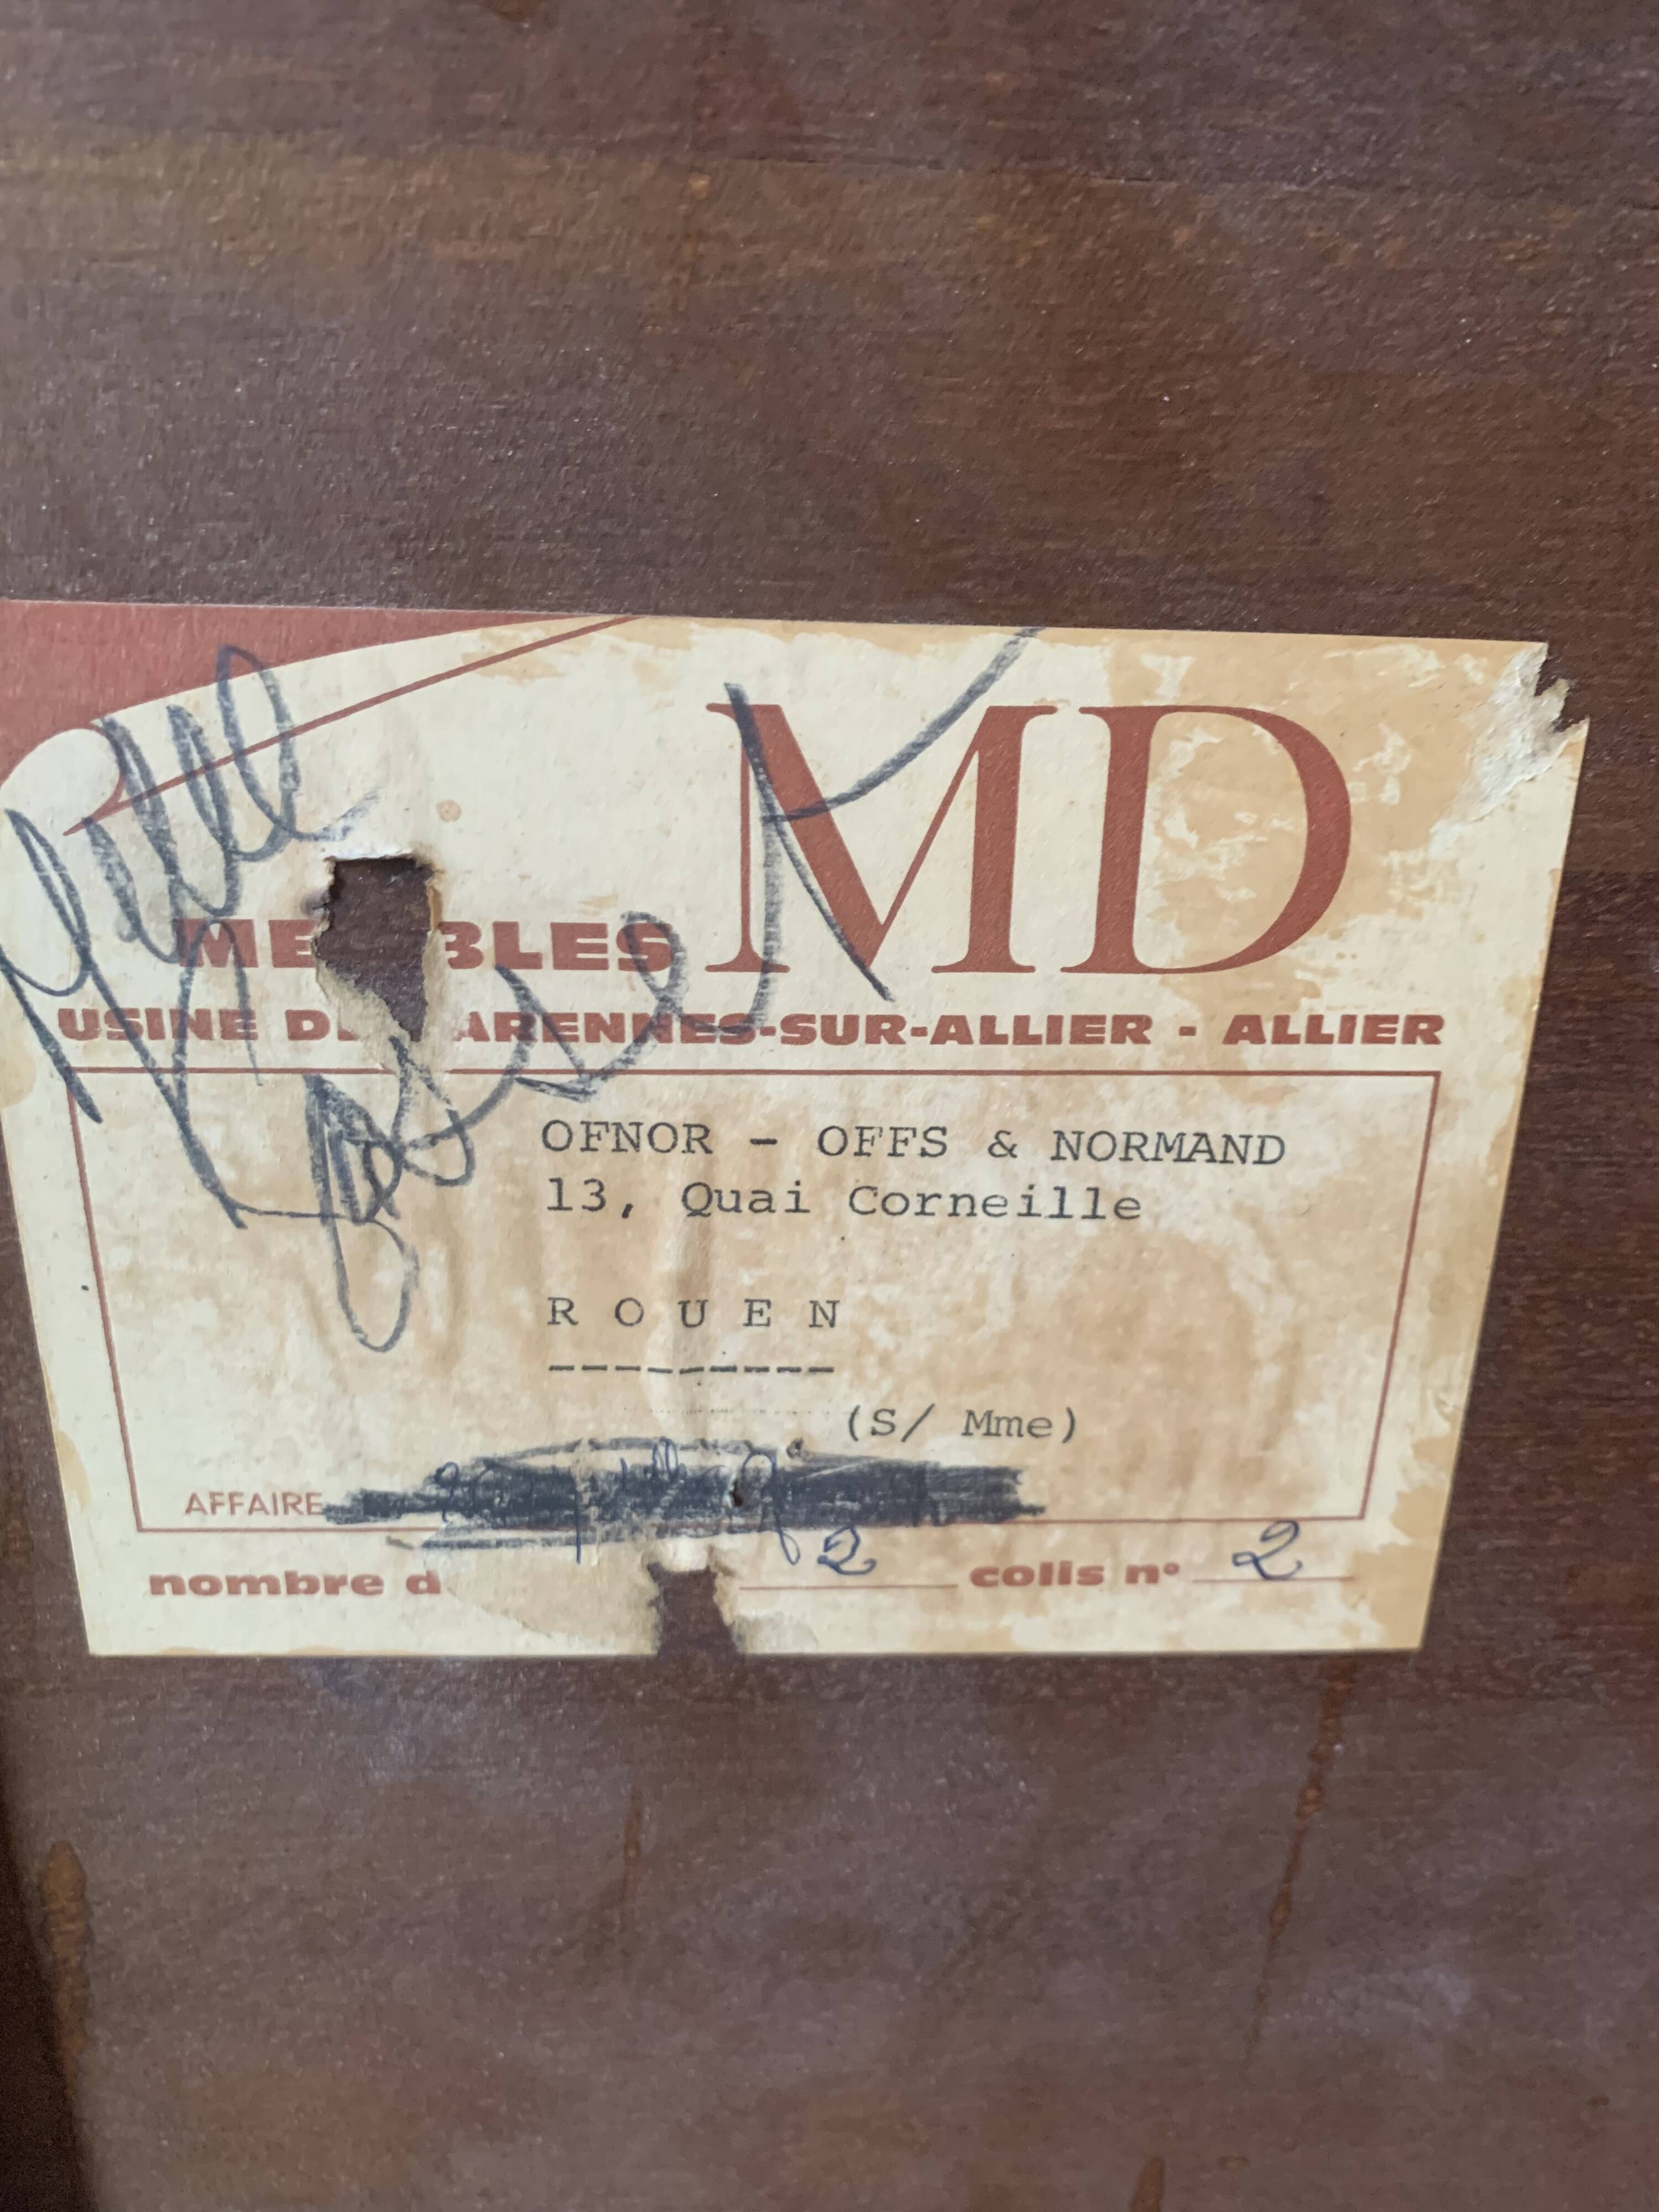 Melle
MD
ME BLES
USINE D ARENNES-SUR-ALLIER - ALLIER
OFNOR - OFFS & NORMAND
13, Quai Corneille
R O U E N
---------
(S/ Mme)
AFFAIRE
nombre d 2 colis n° 2